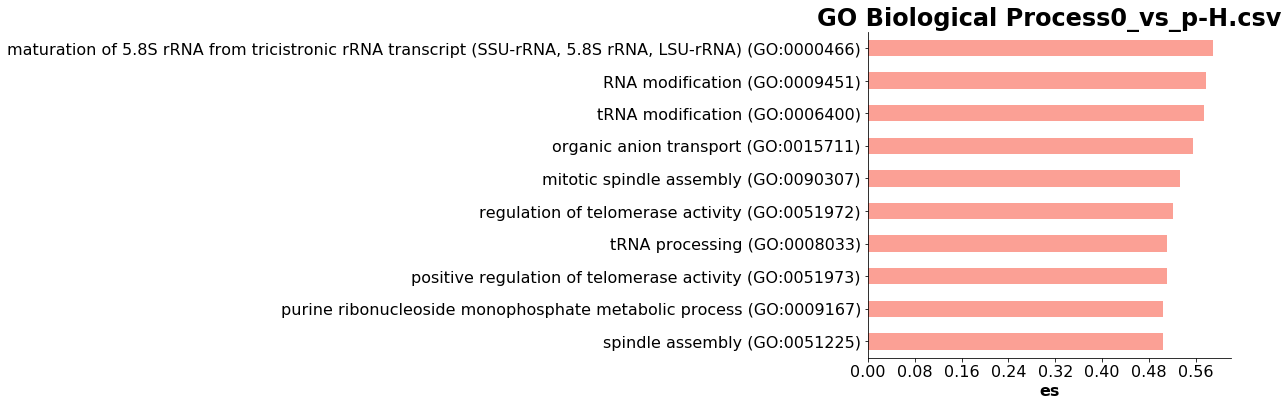 GO Biological Process0_vs_p-H.csv
maturation of 5.8S rRNA from tricistronic rRNA transcript (SSU-rRNA, 5.8S rRNA, LSU-rRNA) (GO:0000466)
RNA modification (GO:0009451)
tRNA modification (GO:0006400)
organic anion transport (GO:0015711)
mitotic spindle assembly (GO:0090307)
regulation of telomerase activity (GO:0051972)
tRNA processing (GO:0008033)
positive regulation of telomerase activity (GO:0051973)
purine ribonucleoside monophosphate metabolic process (GO:0009167)
spindle assembly (GO:0051225)
0.00 0.08 0.16 0.24 0.32 0.40 0.48 0.56
es